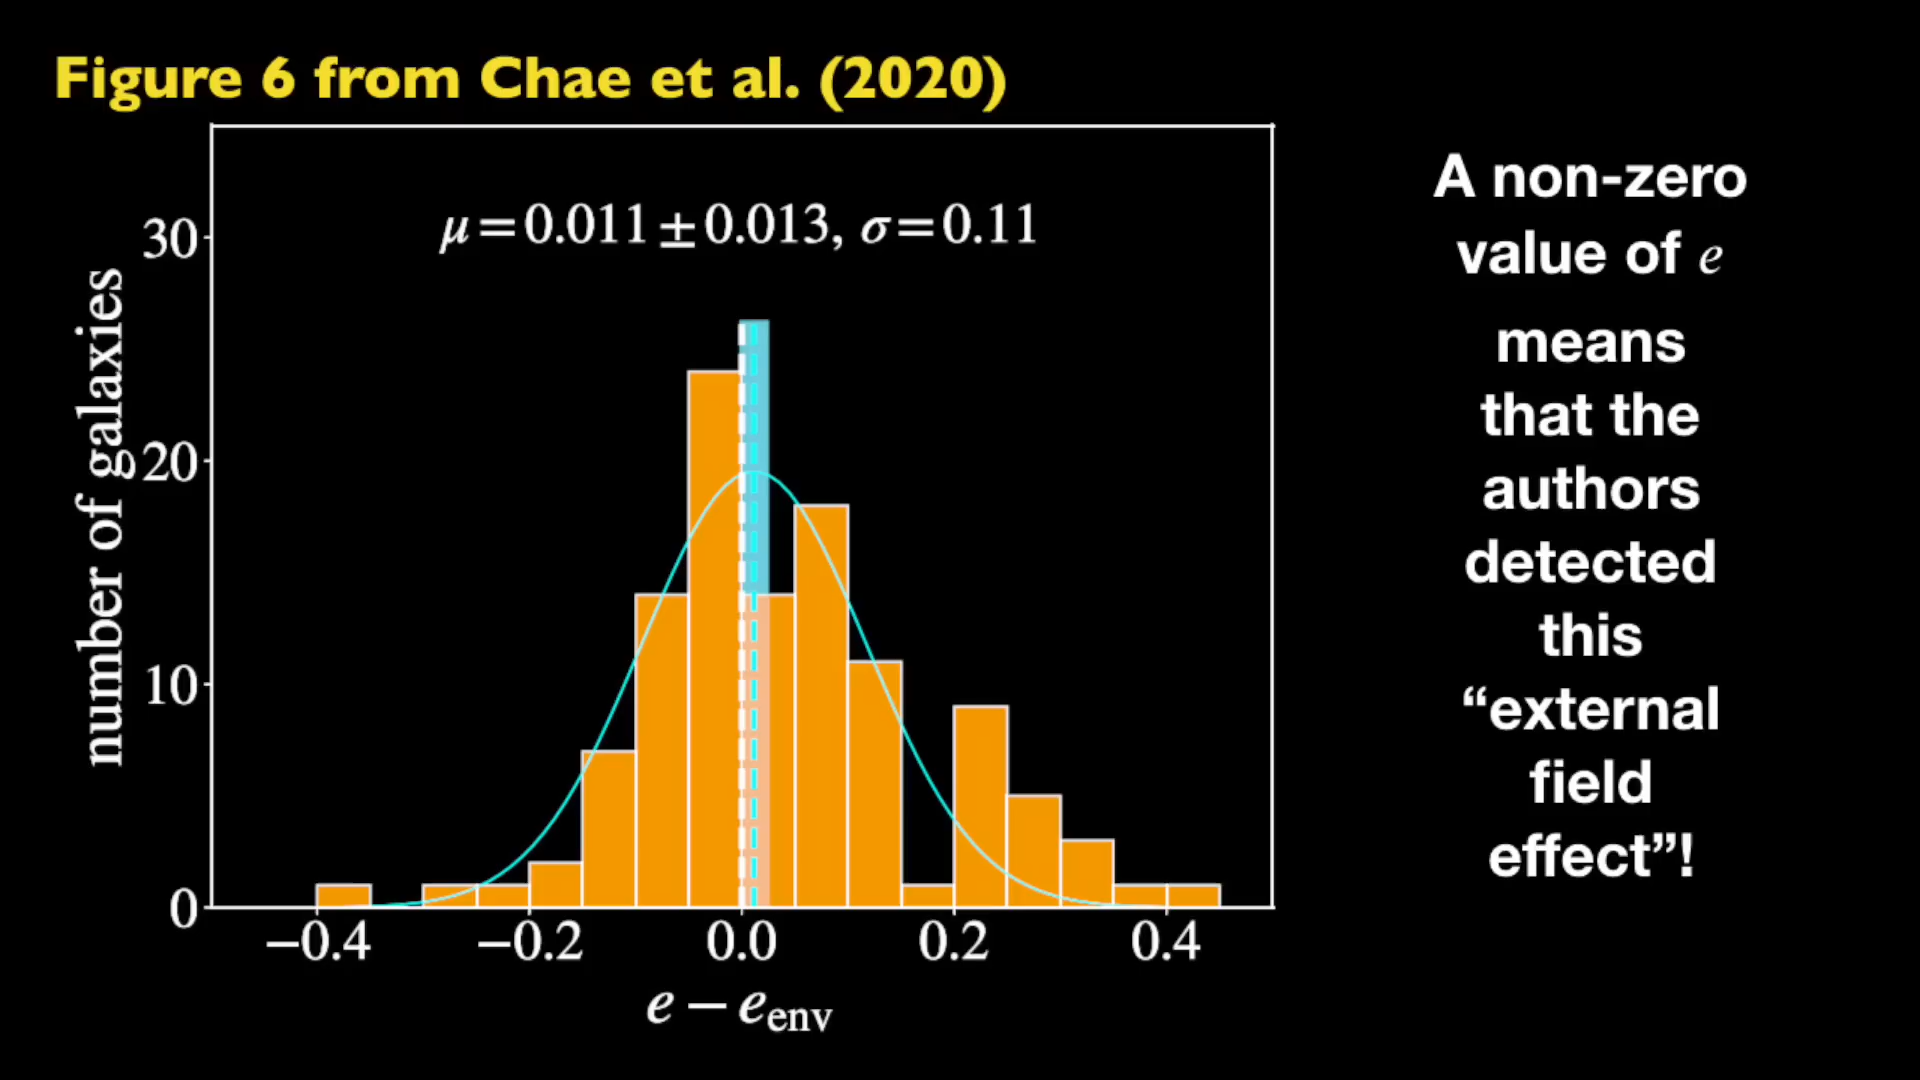 Figure 6 from Chae et al. (2020)
μ=0.011±0.013, σ=0.11
number of galaxies
30
20
10
0
−0.4
−0.2
0.0
0.2
0.4
e − eenv
A non-zero
value of e
means
that the
authors
detected
this
“external
field
effect”!